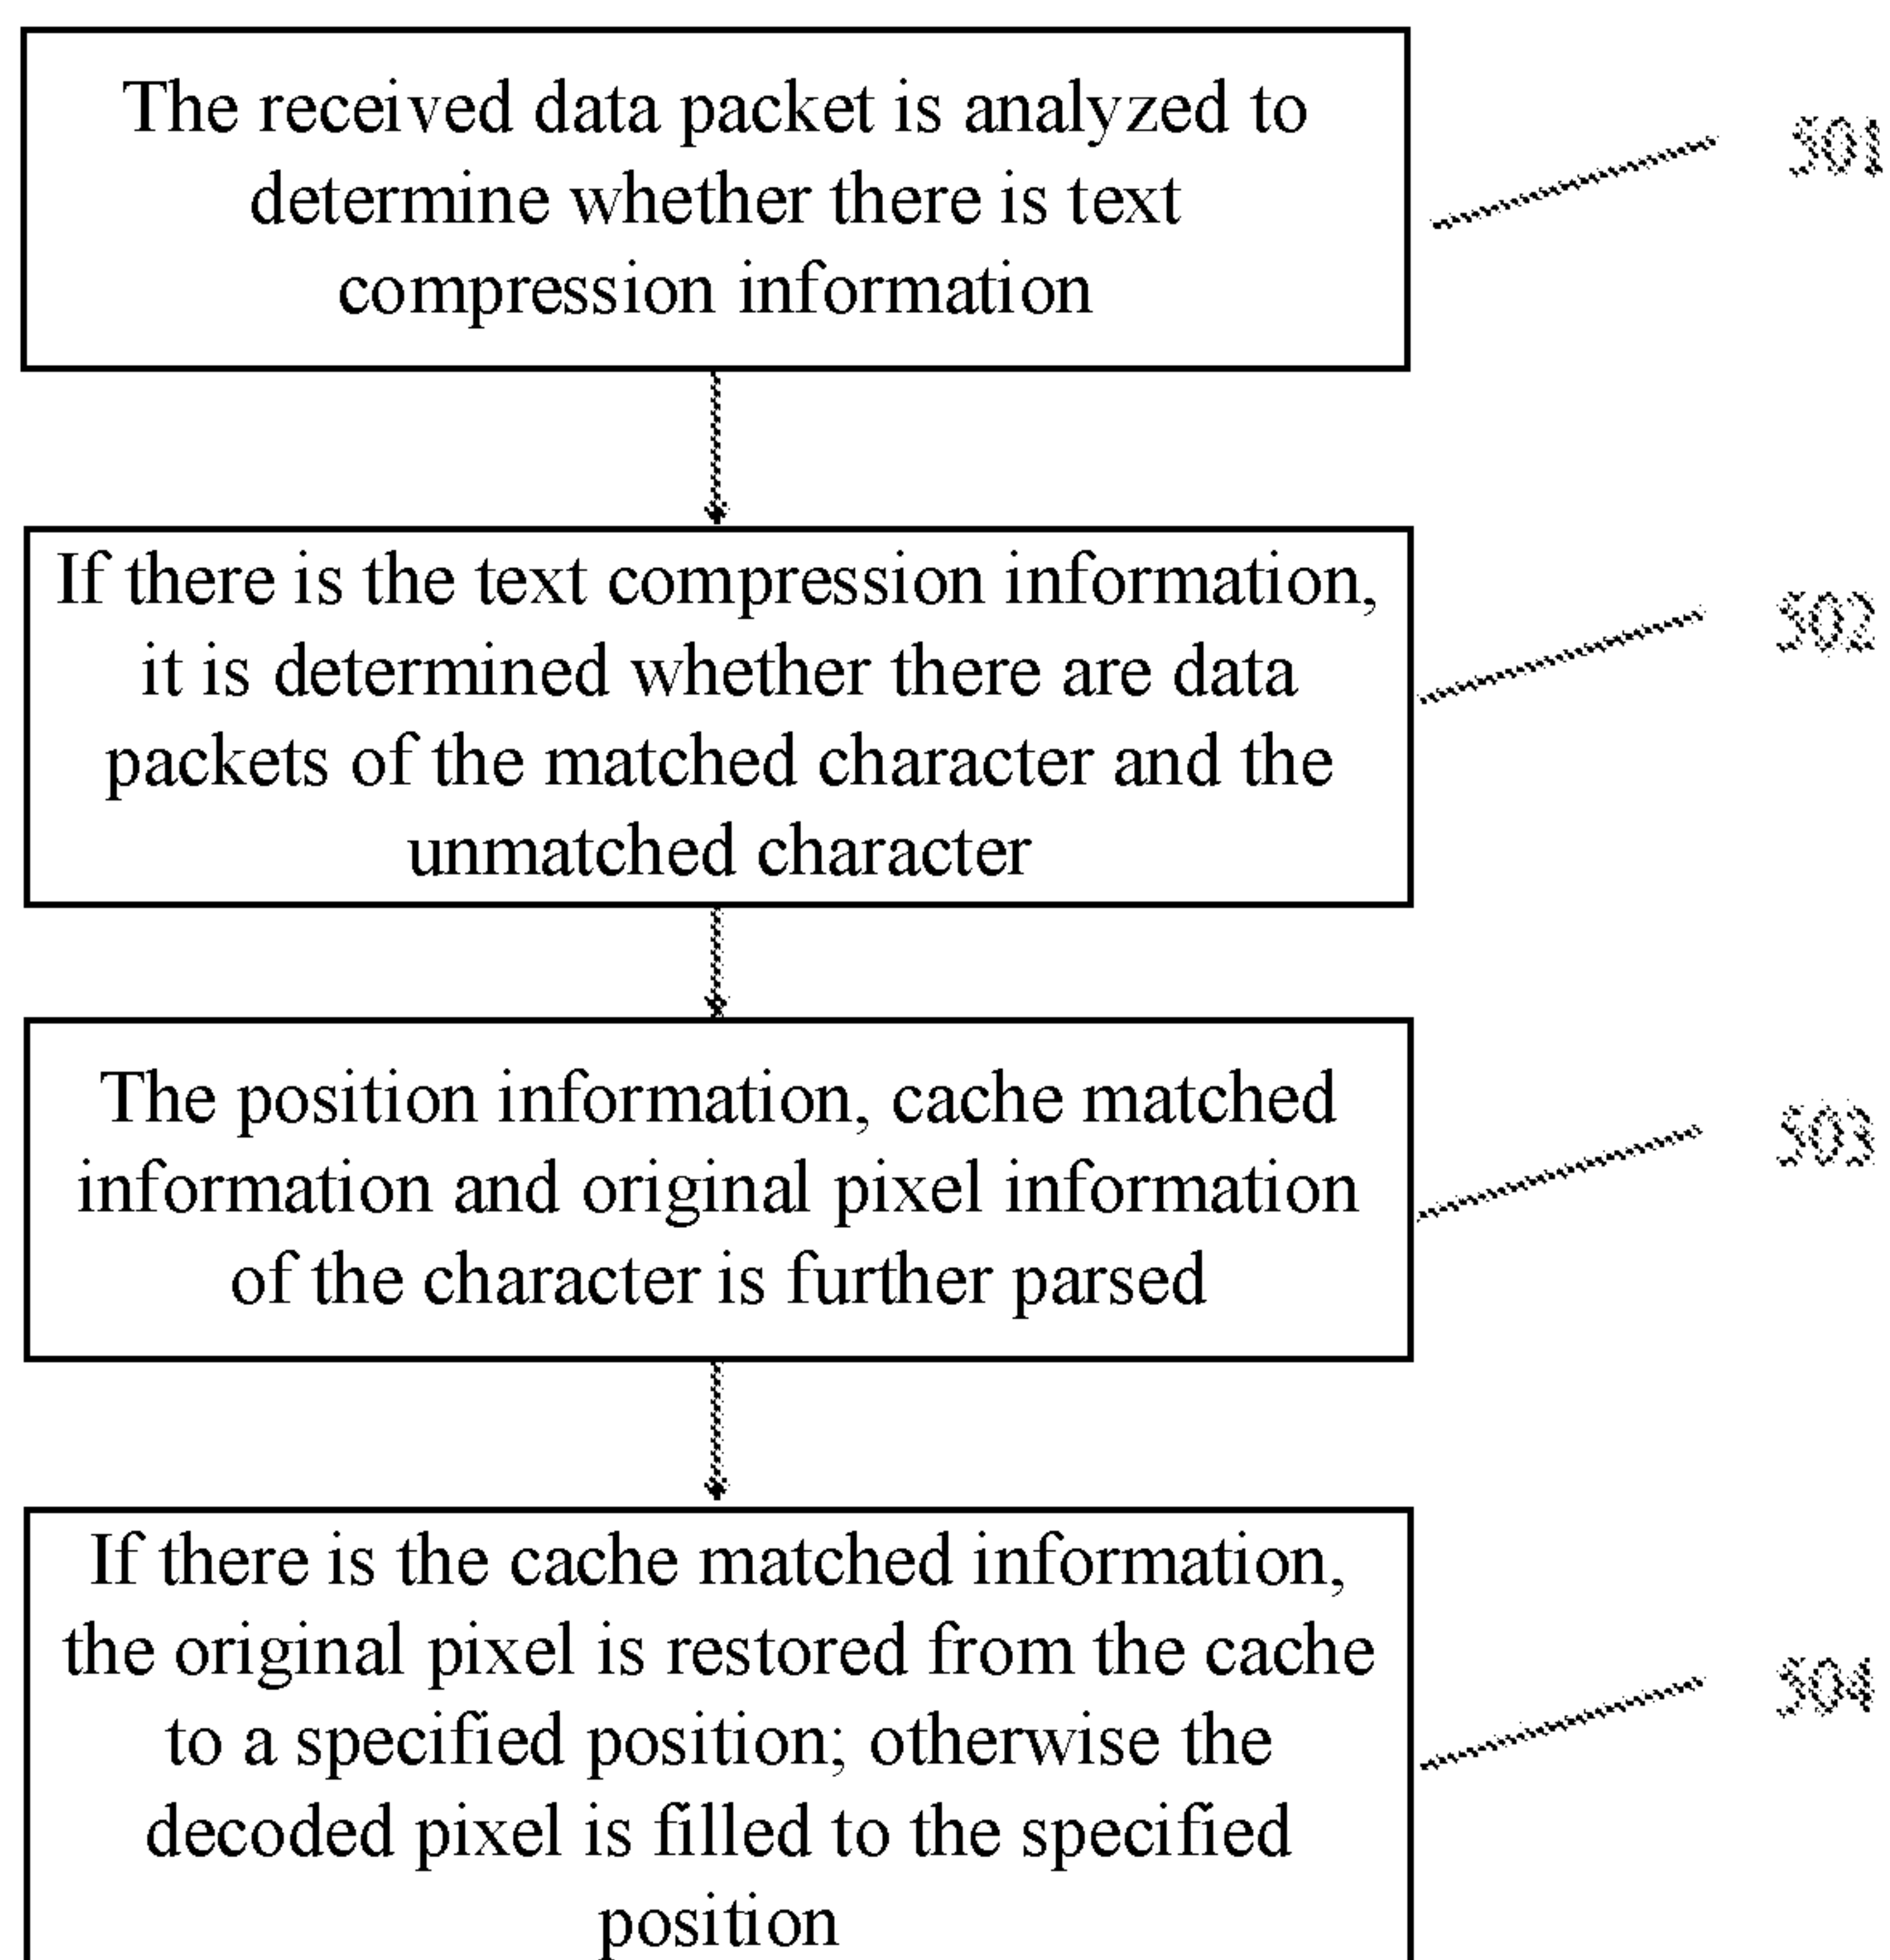 The received data packet is analyzed to
determine whether there is text
compression information
501
If there is the text compression information,
it is determined whether there are data
packets of the matched character and the
unmatched character
502
The position information, cache matched
information and original pixel information
of the character is further parsed
503
If there is the cache matched information,
the original pixel is restored from the cache
to a specified position; otherwise the
decoded pixel is filled to the specified
position
504